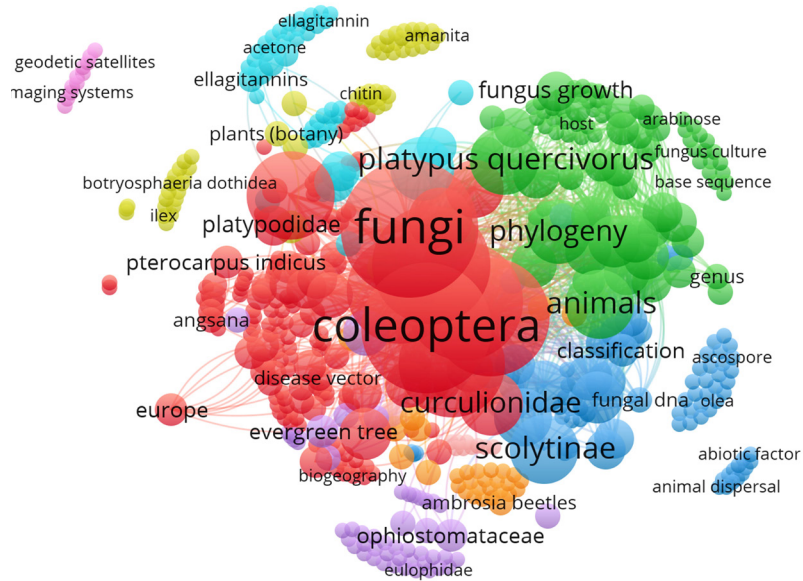 ellagitannin
amanita
acetone
geodetic satellites
ellagitannins
maging systems
chitin
fungus growth
host
arabinose
plants (botany)
fungus culture
platypus quercivorus
botryosphaeria dothidea
base sequence
ilex
platypodidae
fungi
phylogeny
pterocarpus indicus
genus
animals
angsana
coleoptera
classification
ascospore
disease vector
europe
curculionidae
fungal dna
olea
evergreen tree
scolytinae
abiotic factor
biogeography
animal dispersal
ambrosia beetles
ophiostomataceae
eulophidae